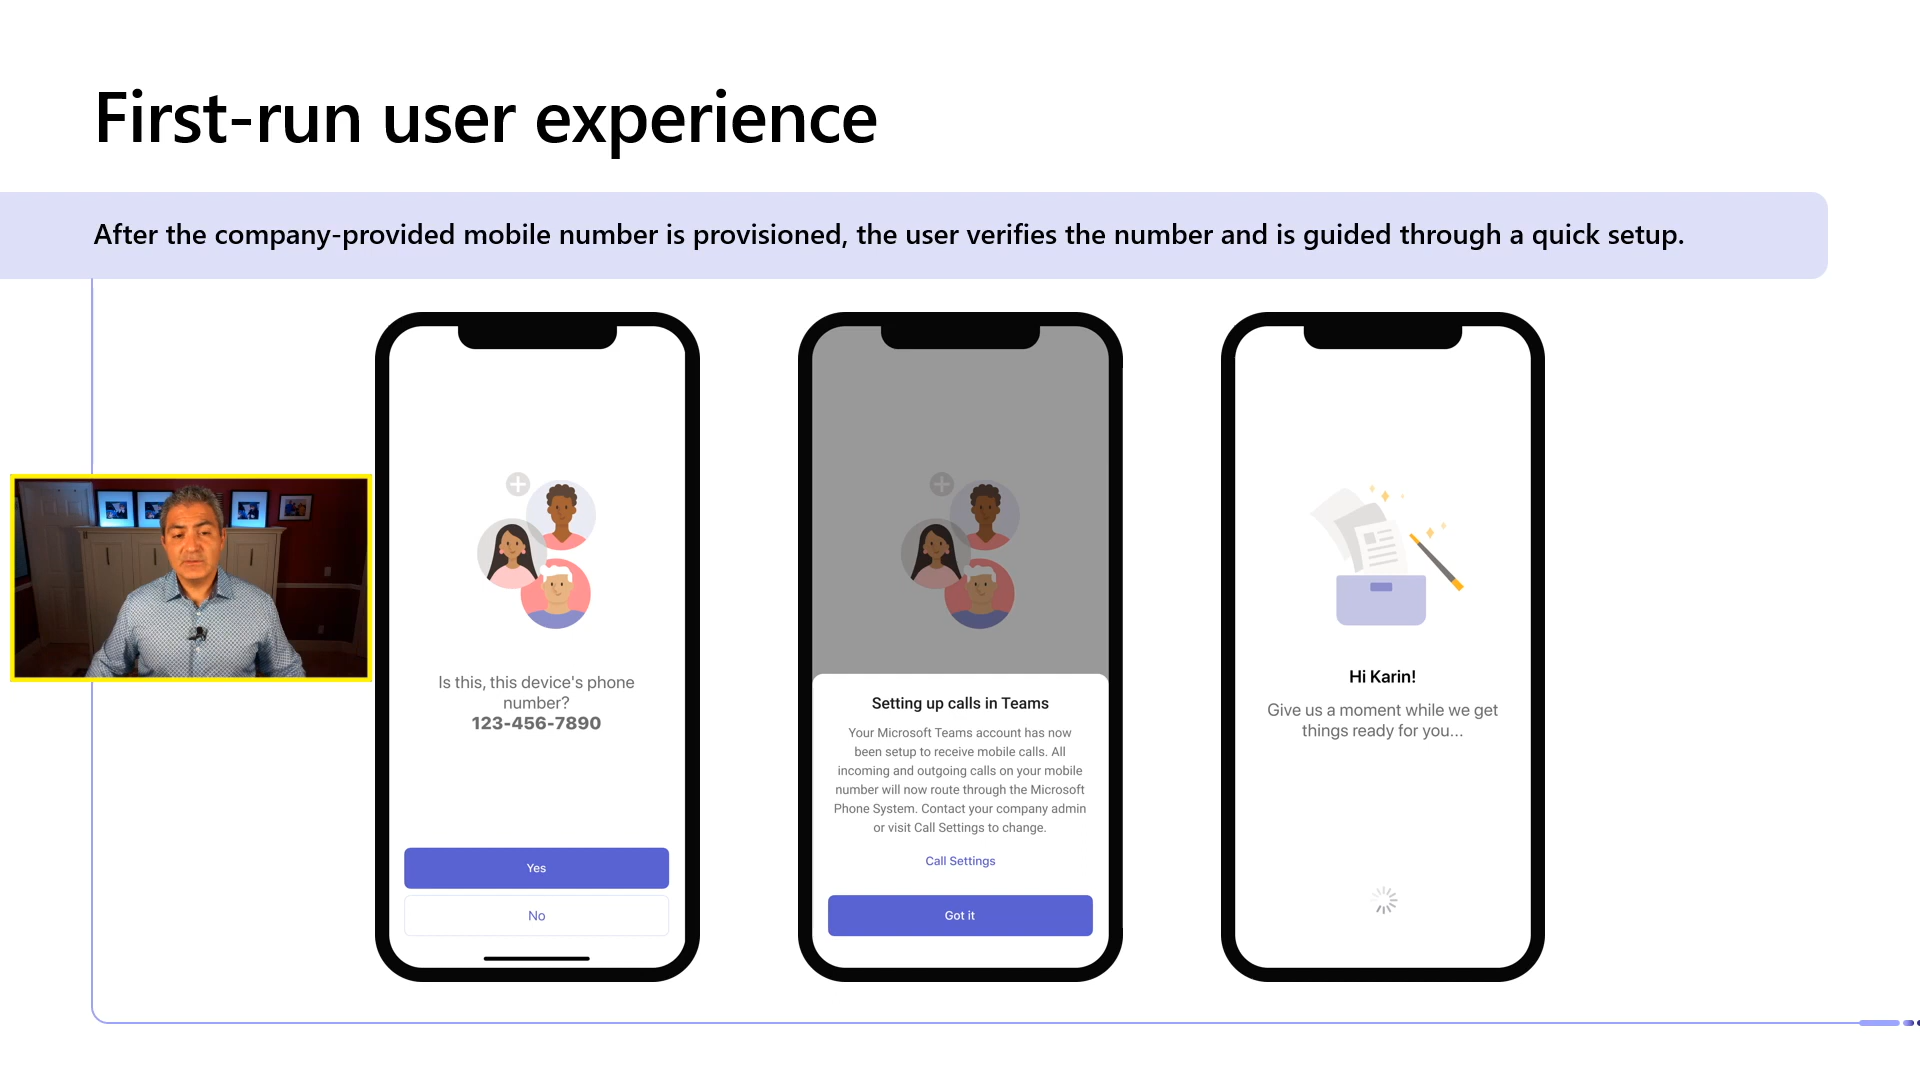 First-run user experience
After the company-provided mobile number is provisioned, the user verifies the number and is guided through a quick setup.
Is this, this device's phone
number?
123-456-7890
Yes
No
Setting up calls in Teams
Your Microsoft Teams account has now
been setup to receive mobile calls. All
incoming and outgoing calls on your mobile
number will now route through the Microsoft
Phone System. Contact your company admin
or visit Call Settings to change.
Call Settings
Got it
Hi Karin!
Give us a moment while we get
things ready for you...